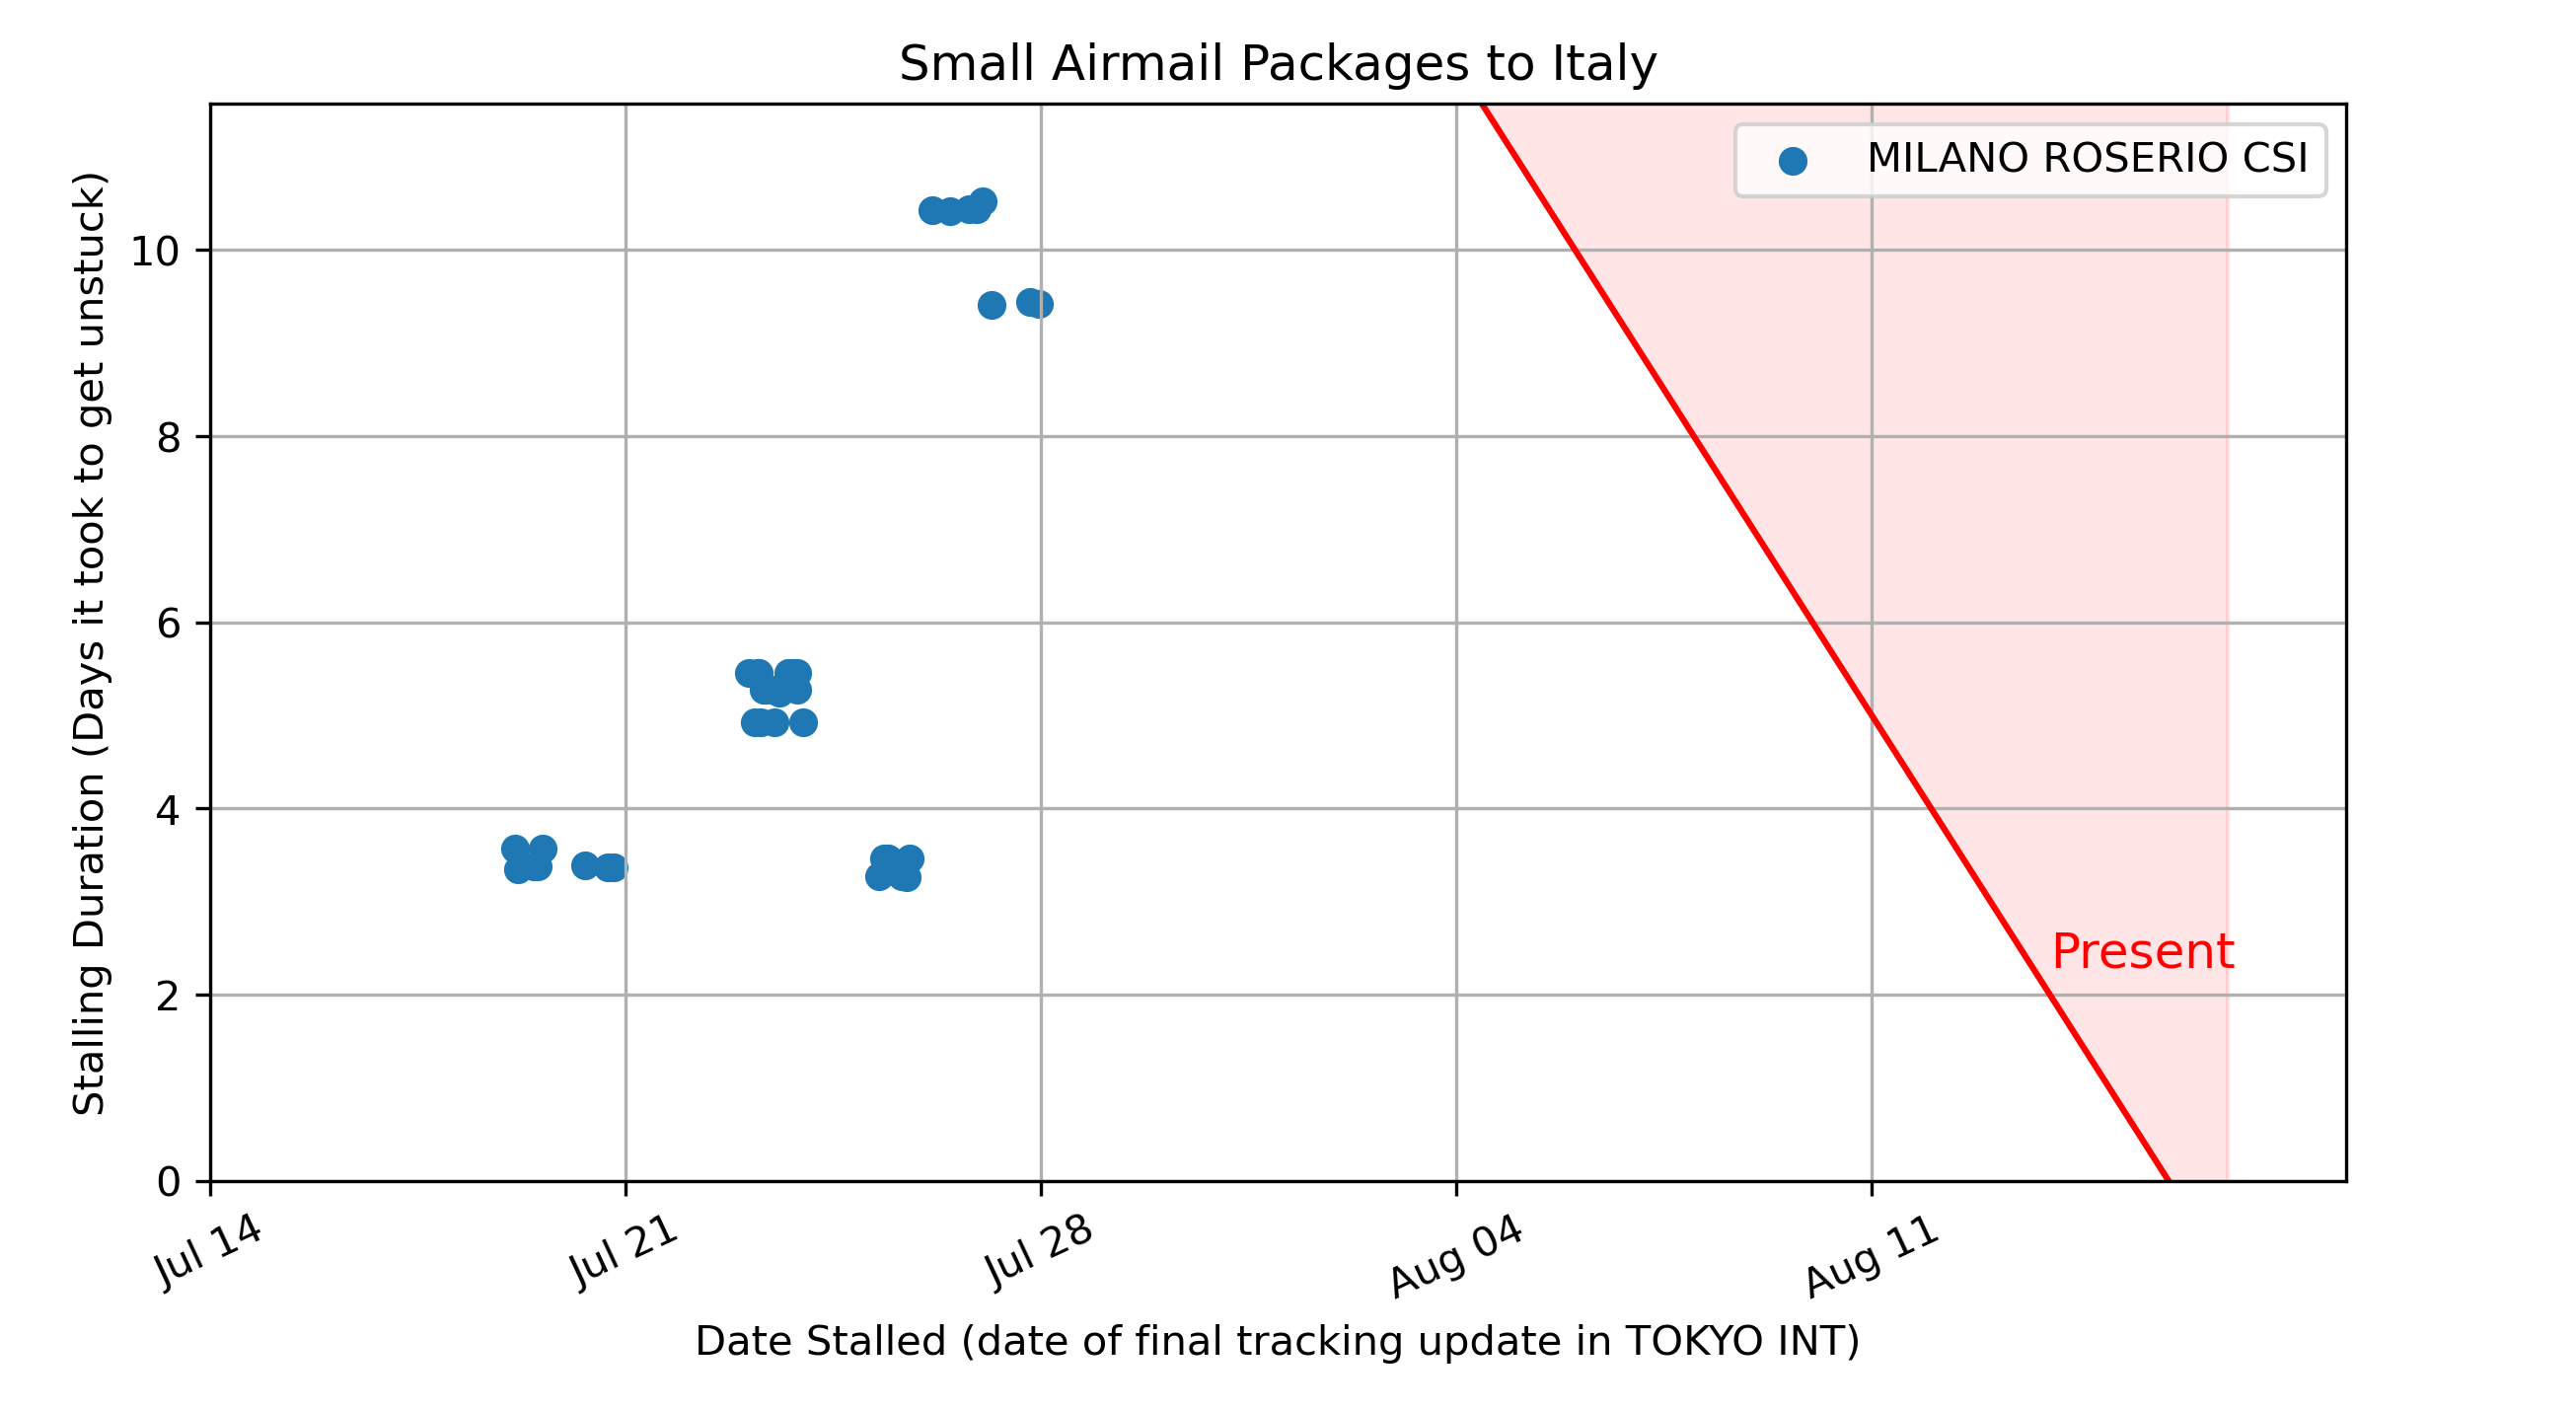 Small Airmail Packages to Italy
MILANO ROSERIO CSI
Stalling Duration (Days it took to get unstuck)
10
8
6
4
2
0
Present
Jul 14
Jul 21
Jul 28
Aug 04
Aug 11
Date Stalled (date of final tracking update in TOKYO INT)